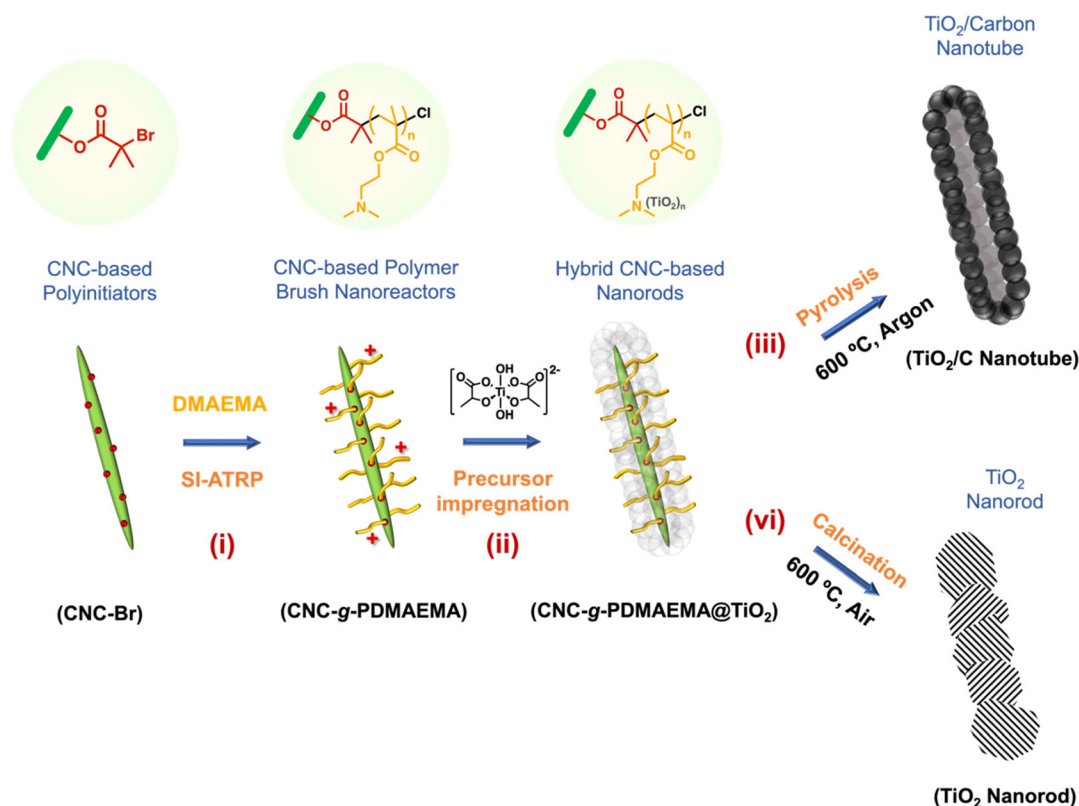 TiO₂/Carbon
Nanotube
O
O
Br
O
O
Cl
n
O
O
N
O
O
Cl
n
O
O
N
(TiO₂)ₙ
CNC-based
Polyinitiators
CNC-based Polymer
Brush Nanoreactors
Hybrid CNC-based
Nanorods
Pyrolysis
600 ºC, Argon
(iii)
(TiO₂/C Nanotube)
DMAEMA
SI-ATRP
(i)
+
+
+
+
OH
2-
O
O
O
O
Ti
O
O
OH
Precursor
impregnation
(ii)
(vi)
Calcination
600 ºC, Air
TiO₂
Nanorod
(CNC-Br)
(CNC-g-PDMAEMA)
(CNC-g-PDMAEMA@TiO₂)
(TiO₂ Nanorod)